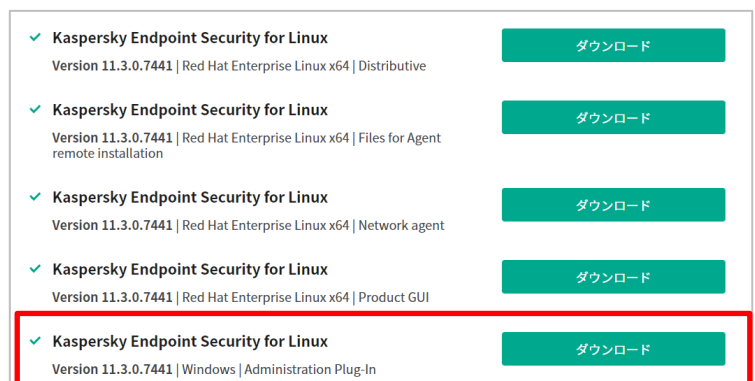 Kaspersky Endpoint Security for Linux
ダウンロード
Version 11.3.0.7441 | Red Hat Enterprise Linux x64 | Distributive
Kaspersky Endpoint Security for Linux
ダウンロード
Version 11.3.0.7441 | Red Hat Enterprise Linux x64 | Files for Agent
remote installation
Kaspersky Endpoint Security for Linux
ダウンロード
Version 11.3.0.7441 | Red Hat Enterprise Linux x64 | Network agent
Kaspersky Endpoint Security for Linux
ダウンロード
Version 11.3.0.7441 | Red Hat Enterprise Linux x64 | Product GUI
Kaspersky Endpoint Security for Linux
ダウンロード
Version 11.3.0.7441 | Windows | Administration Plug-In